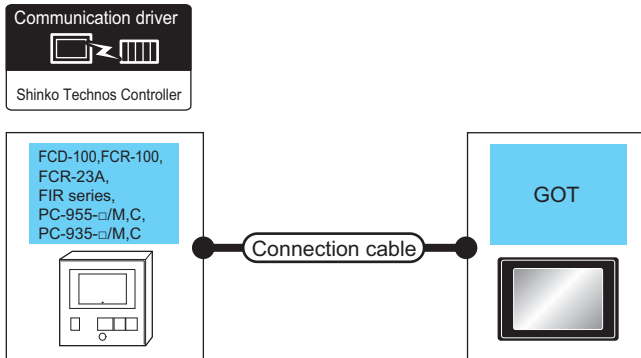 Communication driver
Shinko Technos Controller
FCD-100,FCR-100,
FCR-23A,
FIR series,
PC-955-□/M,C,
PC-935-□/M,C
Connection cable
GOT